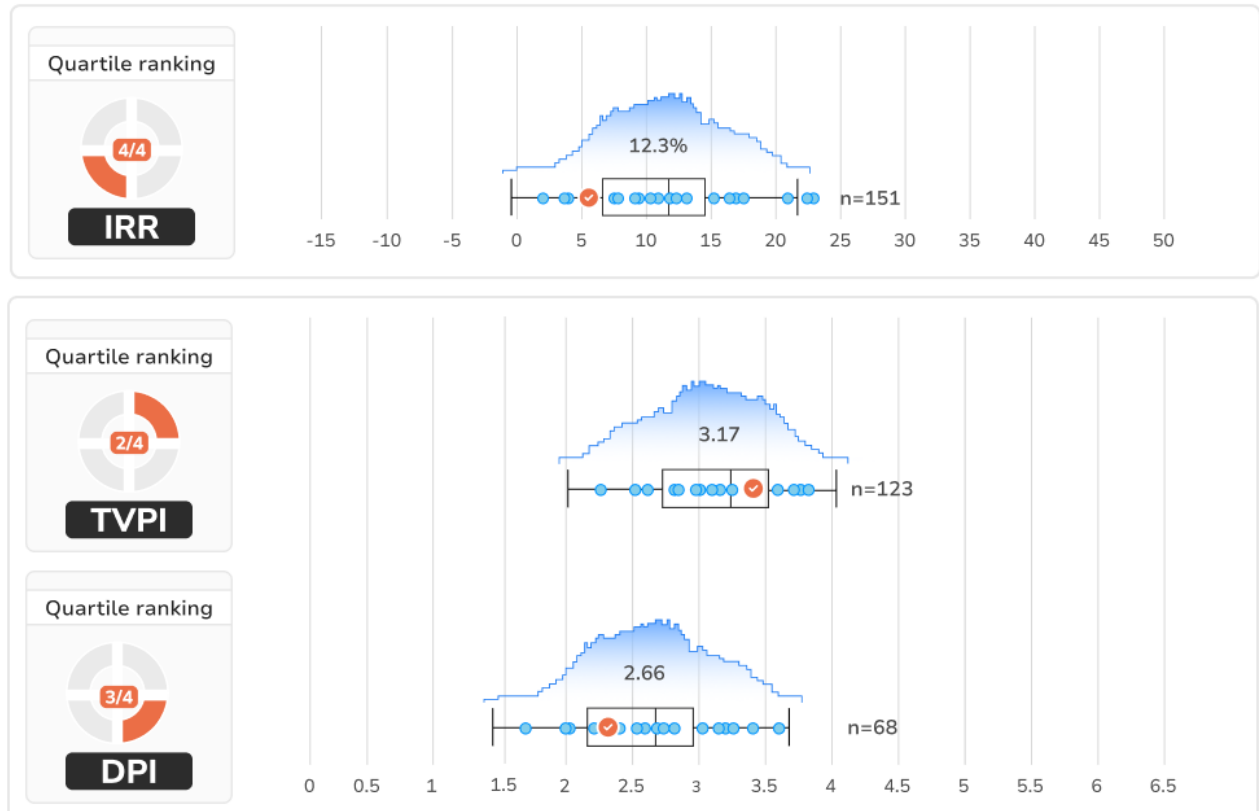 Quartile ranking
4/4
IRR
12.3%
n=151
-15 -10 -5 0 5 10 15 20 25 30 35 40 45 50
Quartile ranking
2/4
TVPI
3.17
n=123
Quartile ranking
3/4
DPI
2.66
n=68
0 0.5 1 1.5 2 2.5 3 3.5 4 4.5 5 5.5 6 6.5